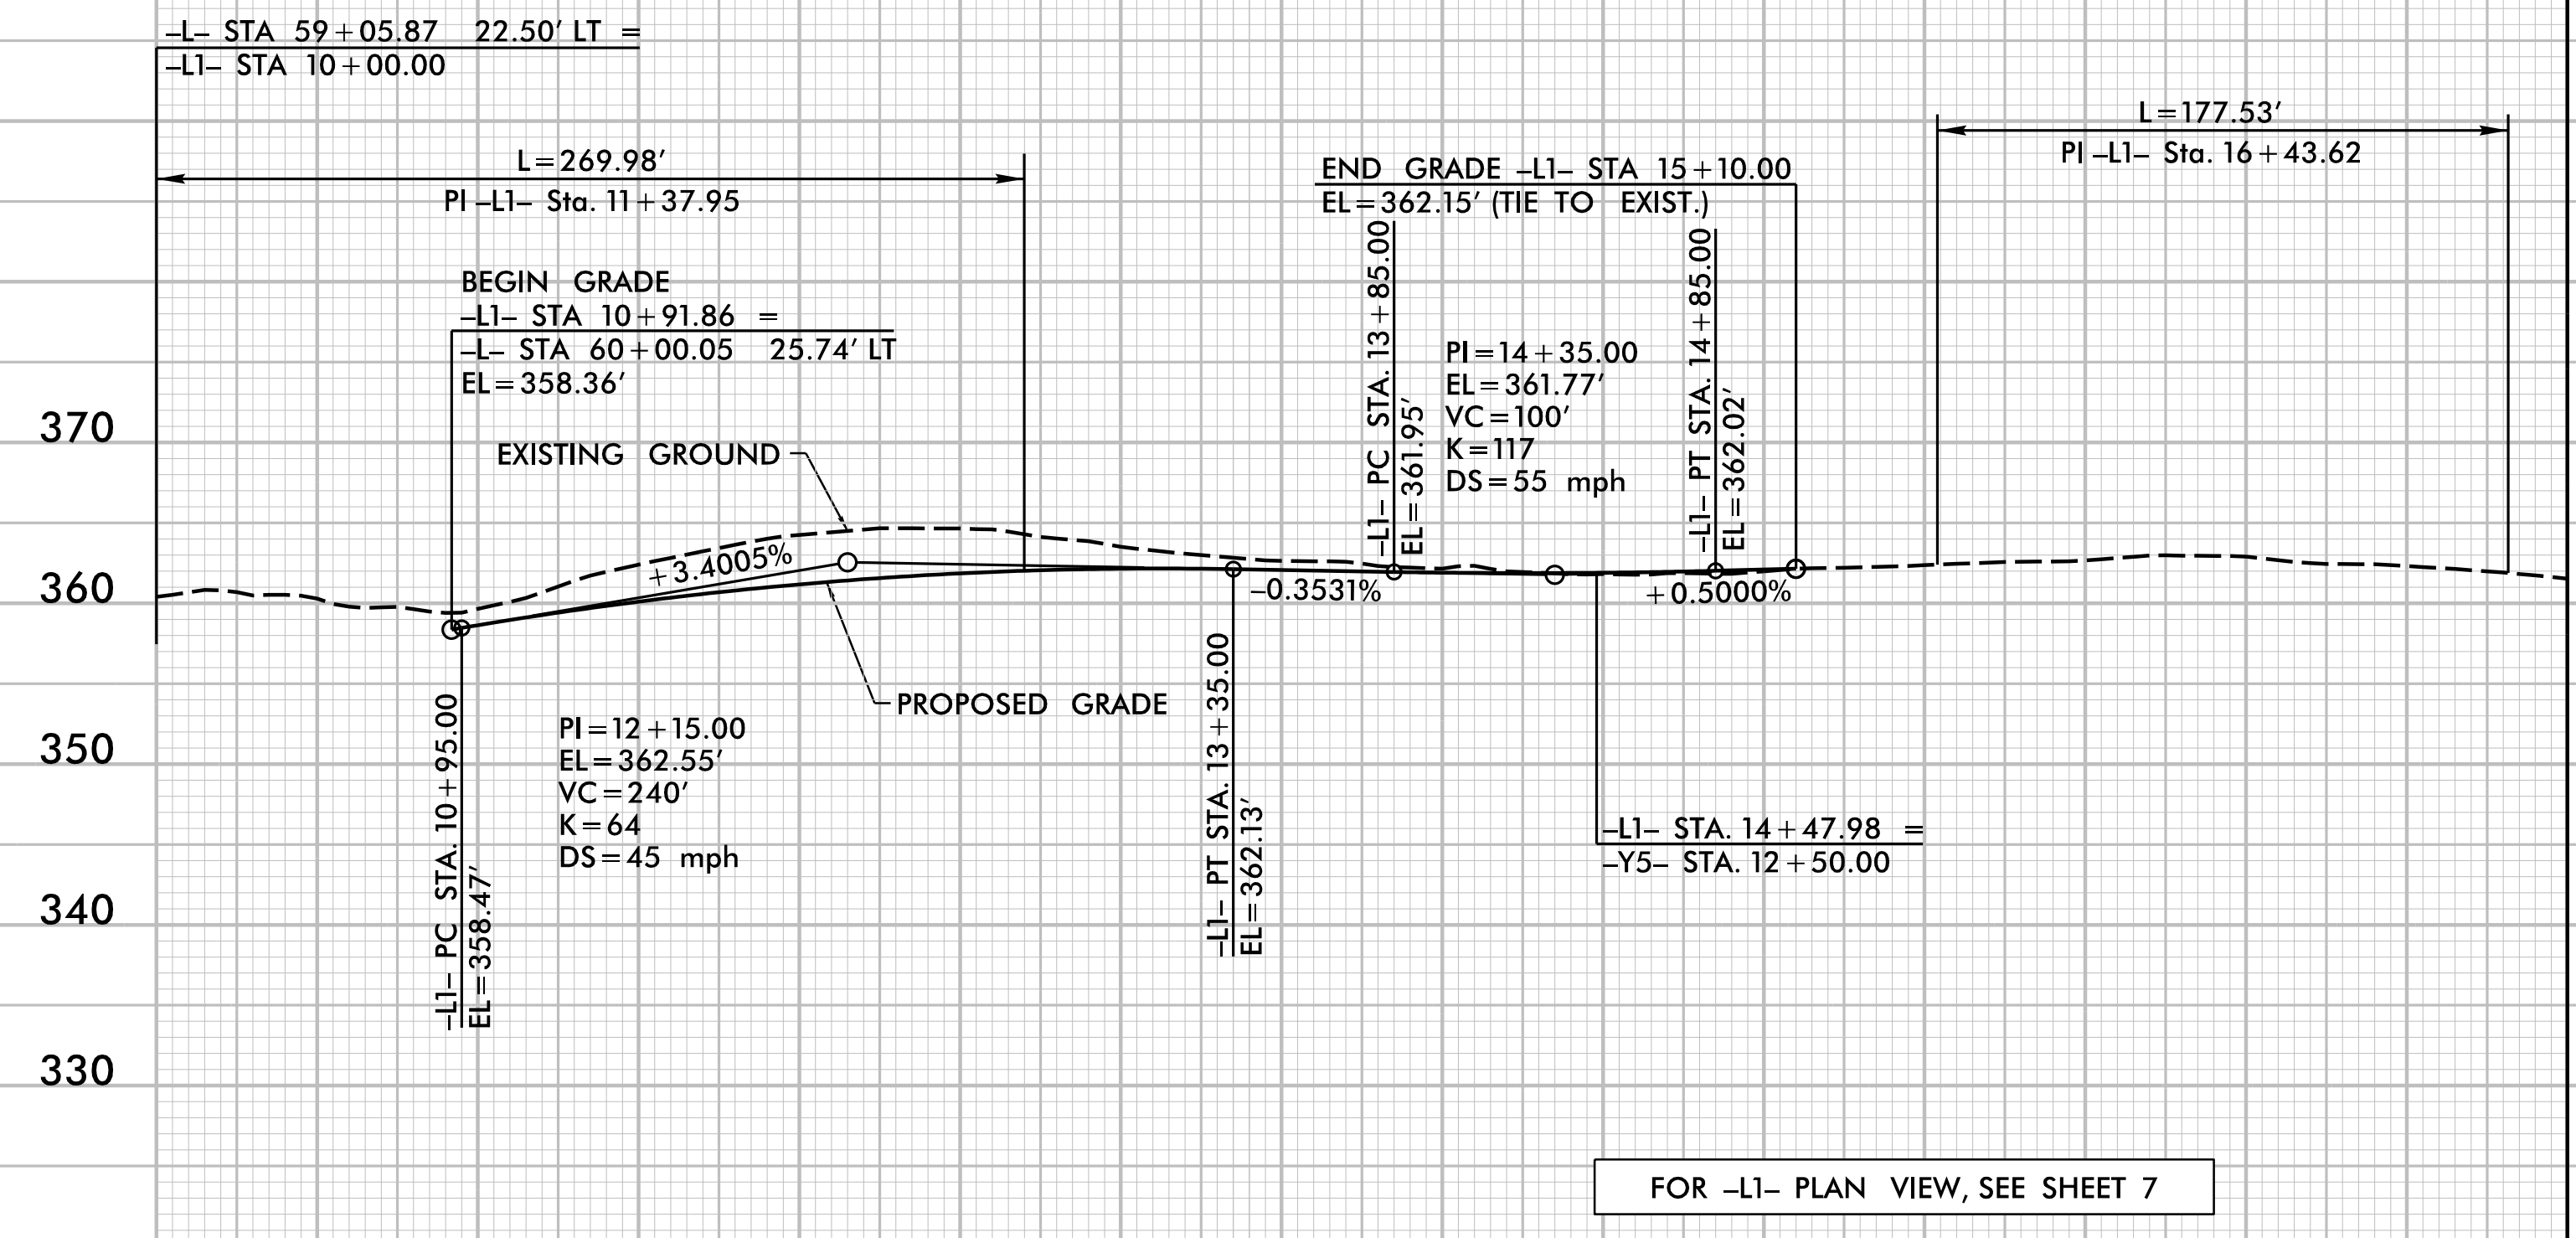 –L– STA 59+05.87 22.50′ LT =
–L1– STA 10+00.00
L=269.98′
PI –L1– Sta. 11+37.95
BEGIN GRADE
–L1– STA 10+91.86 =
–L– STA 60+00.05 25.74′ LT
EL=358.36′
END GRADE –L1– STA 15+10.00
EL=362.15′ (TIE TO EXIST.)
L=177.53′
PI –L1– Sta. 16+43.62
–L1– PC STA. 13+85.00
EL=361.95′
PI=14+35.00
EL=361.77′
VC=100′
K=117
DS=55 mph
–L1– PT STA. 14+85.00
EL=362.02′
370
EXISTING GROUND
+3.4005%
360
–0.3531%
+0.5000%
PROPOSED GRADE
–L1– PC STA. 10+95.00
EL=358.47′
PI=12+15.00
EL=362.55′
VC=240′
K=64
DS=45 mph
–L1– PT STA. 13+35.00
EL=362.13′
350
–L1– STA. 14+47.98 =
–Y5– STA. 12+50.00
340
330
FOR –L1– PLAN VIEW, SEE SHEET 7